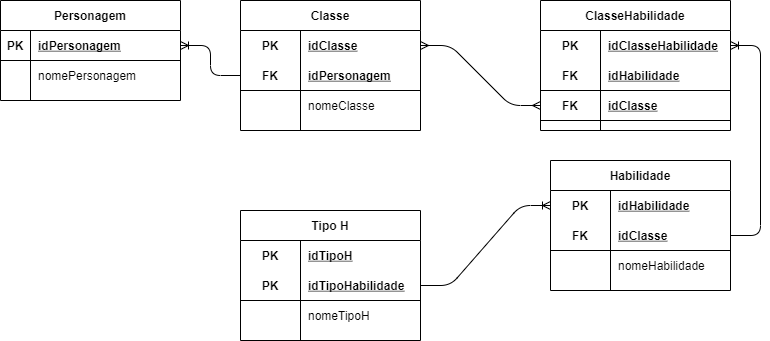 Personagem
PK idPersonagem
nomePersonagem
Classe
PK idClasse
FK idPersonagem
nomeClasse
ClasseHabilidade
PK idClasseHabilidade
FK idHabilidade
FK idClasse
Habilidade
PK idHabilidade
FK idClasse
nomeHabilidade
Tipo H
PK idTipoH
PK idTipoHabilidade
nomeTipoH